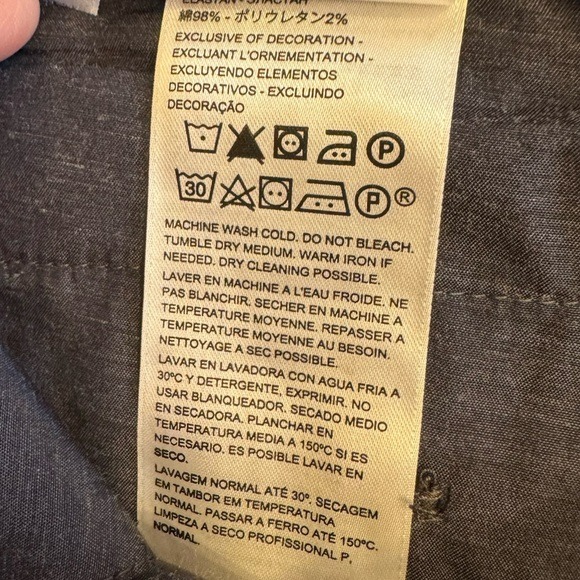 ELASTAN - ЭЛАСТАН
綿98% - ポリウレタン2%
EXCLUSIVE OF DECORATION -
EXCLUANT L'ORNEMENTATION -
EXCLUYENDO ELEMENTOS
DECORATIVOS - EXCLUINDO
DECORAÇÃO
P
30 P ®
MACHINE WASH COLD. DO NOT BLEACH.
TUMBLE DRY MEDIUM. WARM IRON IF
NEEDED. DRY CLEANING POSSIBLE.
LAVER EN MACHINE A L'EAU FROIDE. NE
PAS BLANCHIR. SECHER EN MACHINE A
TEMPERATURE MOYENNE. REPASSER A
TEMPERATURE MOYENNE AU BESOIN.
NETTOYAGE A SEC POSSIBLE.
LAVAR EN LAVADORA CON AGUA FRIA A
30ºC Y DETERGENTE, EXPRIMIR. NO
USAR BLANQUEADOR. SECADO MEDIO
EN SECADORA. PLANCHAR EN
TEMPERATURA MEDIA A 150ºC SI ES
NECESARIO. ES POSIBLE LAVAR EN
SECO.
LAVAGEM NORMAL ATÉ 30º. SECAGEM
EM TAMBOR EM TEMPERATURA
NORMAL. PASSAR A FERRO ATÉ 150ºC.
LIMPEZA A SECO PROFISSIONAL P,
NORMAL.